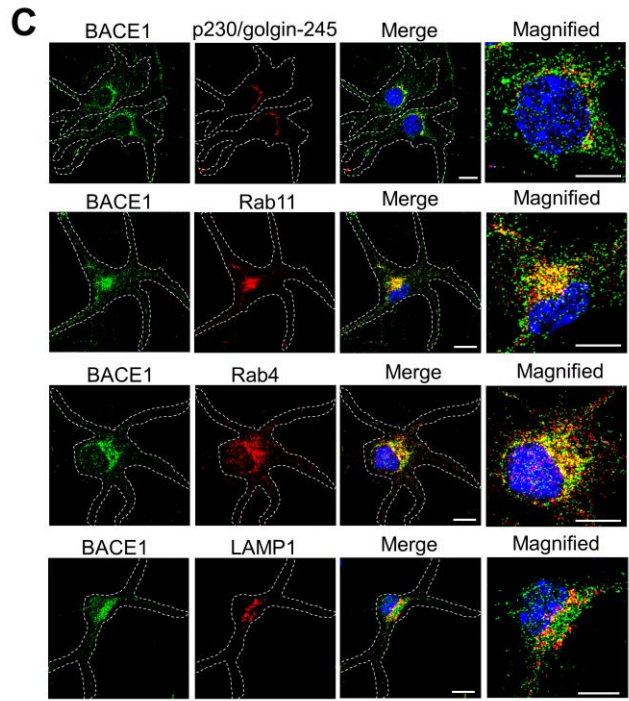 C
BACE1 p230/golgin-245 Merge Magnified
BACE1 Rab11 Merge Magnified
BACE1 Rab4 Merge Magnified
BACE1 LAMP1 Merge Magnified